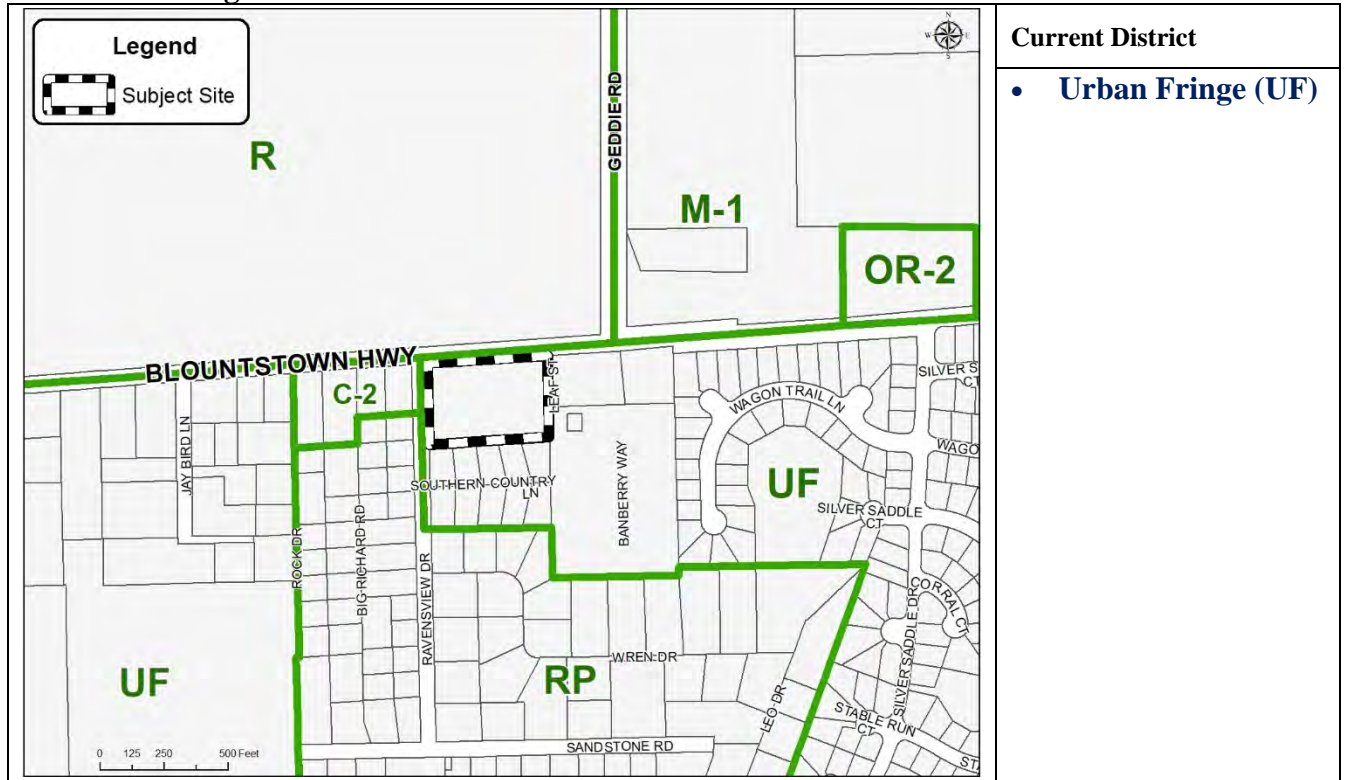 Legend
Subject Site
N
W
E
S
Current District
• Urban Fringe (UF)
R
GEDDIE RD
M-1
OR-2
BLOUNTSTOWN HWY
C-2
LEAF ST
SILVER S
CT
WAGON TRAIL LN
WAGO
JAY BIRD LN
SOUTHERN COUNTRY
LN
BANBERRY WAY
UF
SILVER SADDLE
CT
ROCK DR
BIG RICHARD RD
RAVENSVIEW DR
CORRAL CT
SILVER SADDLE DR
UF
RP
WREN DR
LEO DR
STABLE RUN
CT
SANDSTONE RD
STA
0 125 250 500 Feet